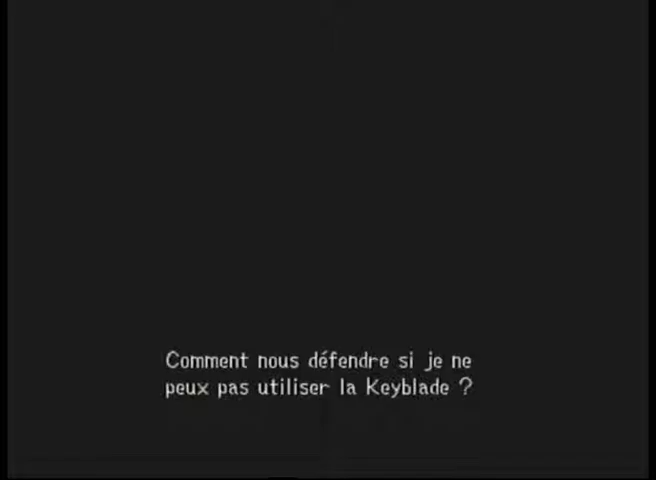 Comment nous défendre si je ne
peux pas utiliser la Keyblade ?